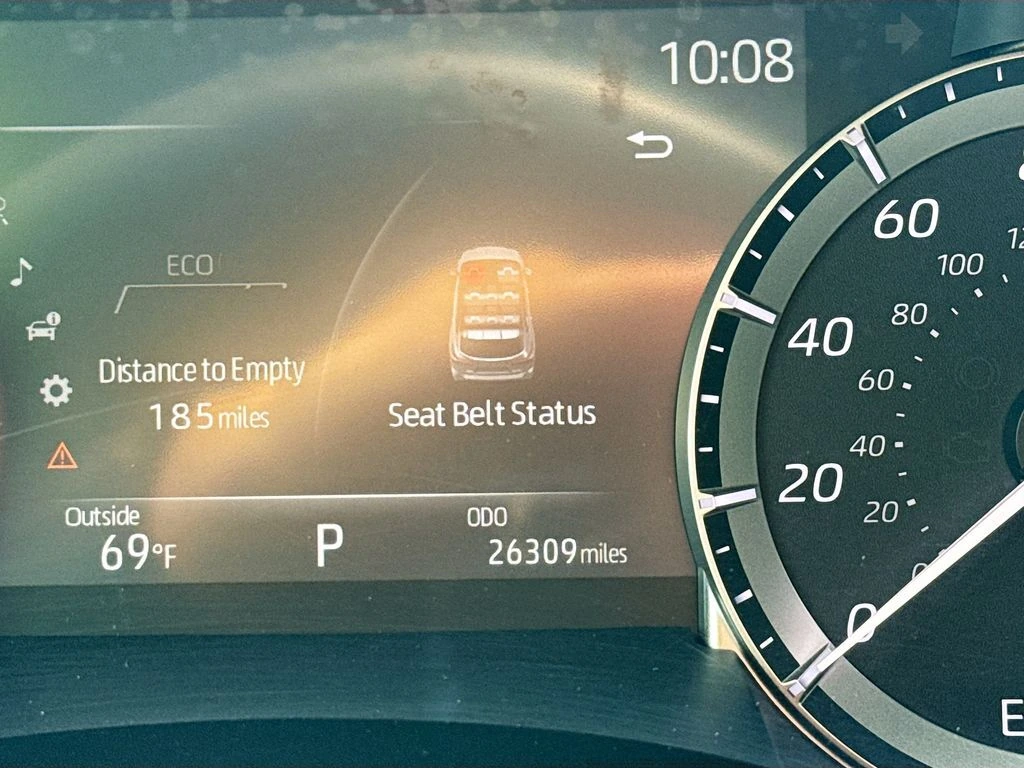 10:08
ECO
Distance to Empty
185 miles
Seat Belt Status
Outside
69°F
P
ODO
26309 miles
60
100
40
80
60
40
20
20
0
0
E